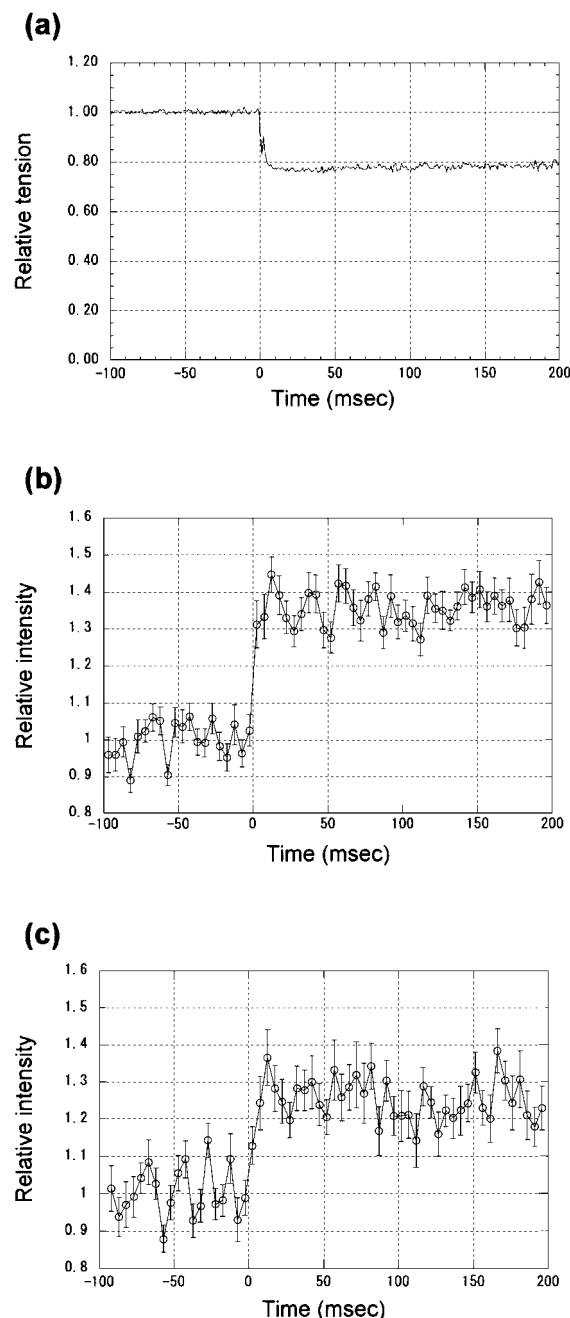 (a)
1.20
1.00
0.80
0.60
0.40
0.20
0.00
Relative tension
-100 -50 0 50 100 150 200
Time (msec)
(b)
1.6
1.5
1.4
1.3
1.2
1.1
1
0.9
0.8
Relative intensity
-100 -50 0 50 100 150 200
Time (msec)
(c)
1.6
1.5
1.4
1.3
1.2
1.1
1
0.9
0.8
Relative intensity
-100 -50 0 50 100 150 200
Time (msec)